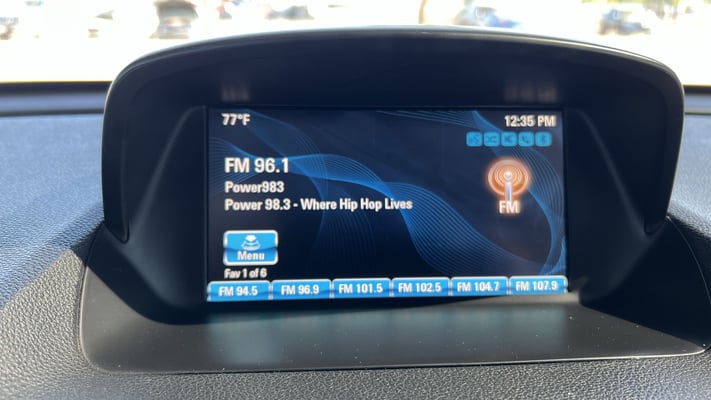 77°F
12:35 PM
FM 96.1
Power983
Power 98.3 - Where Hip Hop Lives
FM
Menu
Fav 1 of 6
FM 94.5
FM 96.9
FM 101.5
FM 102.5
FM 104.7
FM 107.9